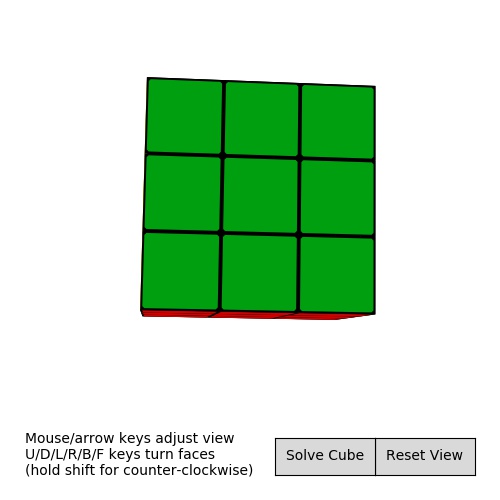 Mouse/arrow keys adjust view
U/D/L/R/B/F keys turn faces
(hold shift for counter-clockwise)
Solve Cube
Reset View